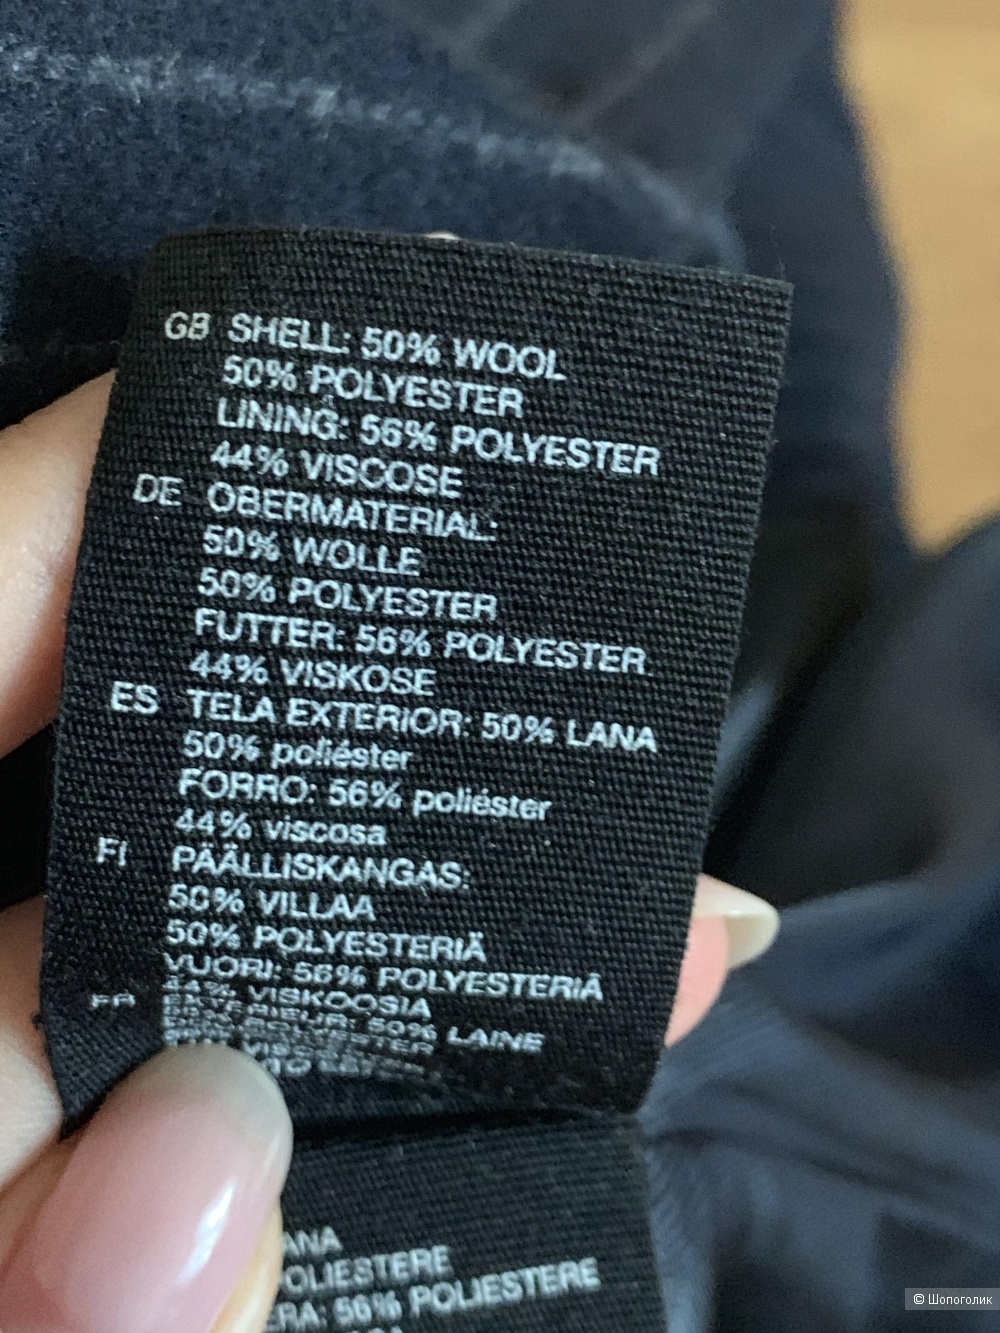 GB SHELL: 50% WOOL
50% POLYESTER
LINING: 56% POLYESTER
44% VISCOSE
DE OBERMATERIAL:
50% WOLLE
50% POLYESTER
FUTTER: 56% POLYESTER
44% VISKOSE
ES TELA EXTERIOR: 50% LANA
50% poliéster
FORRO: 56% poliéster
44% viscosa
FI PÄÄLLISKANGAS:
50% VILLAA
50% POLYESTERIÄ
VUORI: 56% POLYESTERIÄ
44% VISKOOSIA
FR 50% LAINE
POLIESTERE
56% POLIESTERE
© Шопоголик